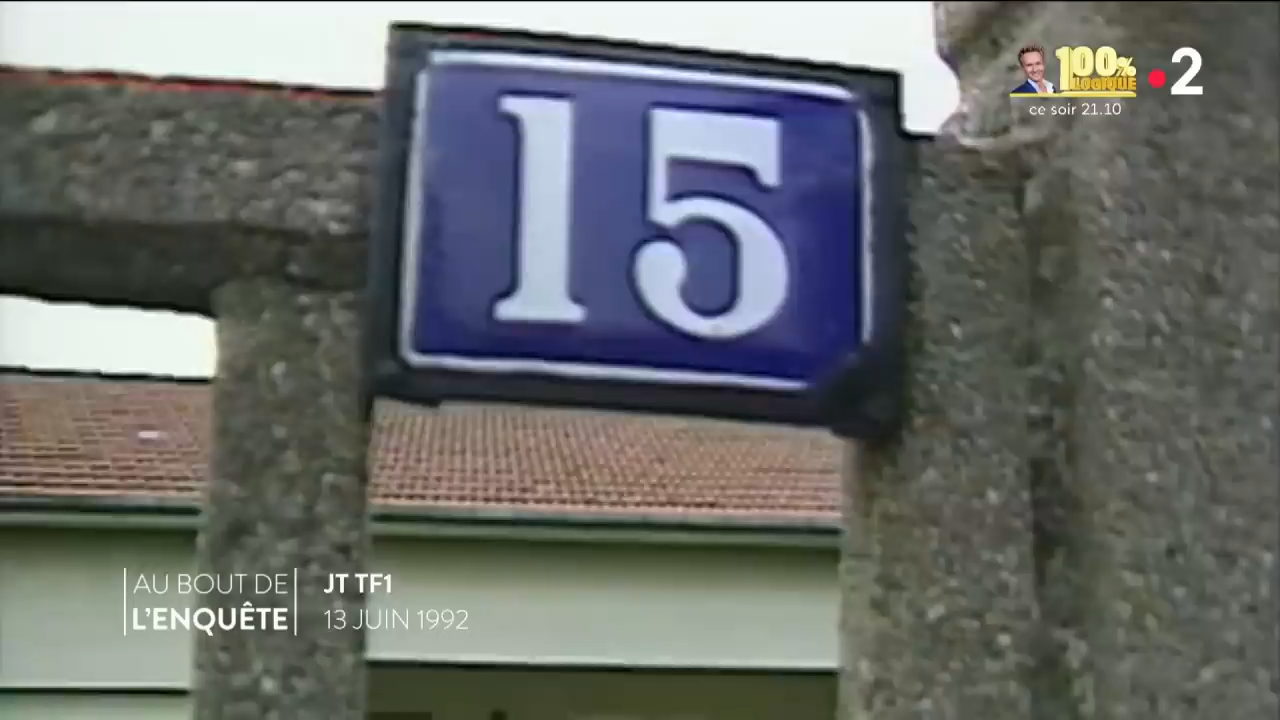 15
100%
LOGIQUE
2
ce soir 21.10
AU BOUT DE
L'ENQUÊTE
JT TF1
13 JUIN 1992